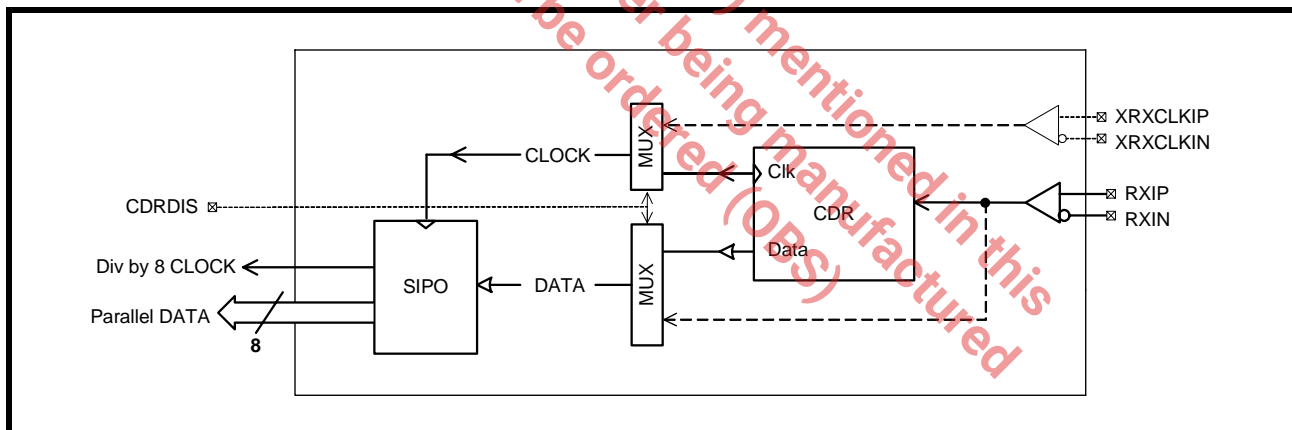 ) mentioned in this
er being manufactured
be ordered (OBS)
XRXCLKIP
XRXCLKIN
MUX
CLOCK
Clk
CDR
Data
RXIP
RXIN
CDRDIS
MUX
Div by 8 CLOCK
SIPO
DATA
Parallel DATA
8